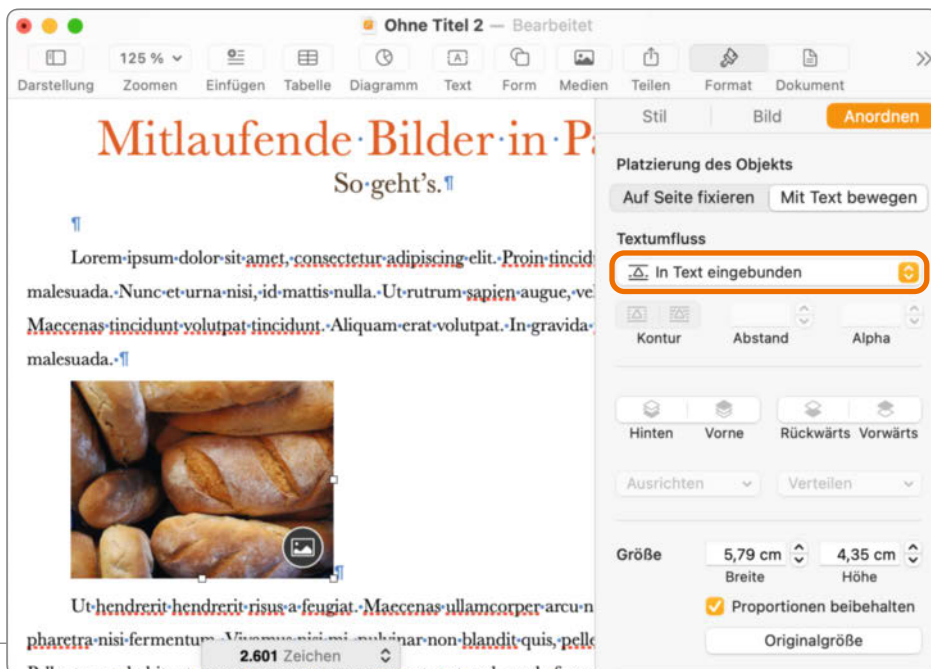 Ohne Titel 2 — Bearbeitet
125 %
Darstellung Zoomen Einfügen Tabelle Diagramm Text Form Medien Teilen Format Dokument
Stil Bild Anordnen
Mitlaufende·Bilder·in·
So·geht's.¶
¶
Lorem·ipsum·dolor·sit·amet,·consectetur·adipiscing·elit.·Proin·
malesuada.·Nunc·et·urna·nisi,·id·mattis·nulla.·Ut·rutrum·sapien·augue,·
Maecenas·tincidunt·volutpat·tincidunt.·Aliquam·erat·volutpat.·In·gravida·
malesuada.·¶
¶
Ut·hendrerit·hendrerit·risus·a·feugiat.·Maecenas·ullamcorper·arcu·
pharetra·nisi·fermentum.·Vivamus·nisi·mi,·pulvinar·non·blandit·quis,·
2.601 Zeichen
Platzierung des Objekts
Auf Seite fixieren Mit Text bewegen
Textumfluss
In Text eingebunden
Kontur Abstand Alpha
Hinten Vorne Rückwärts Vorwärts
Ausrichten Verteilen
Größe 5,79 cm 4,35 cm
Breite Höhe
Proportionen beibehalten
Originalgröße